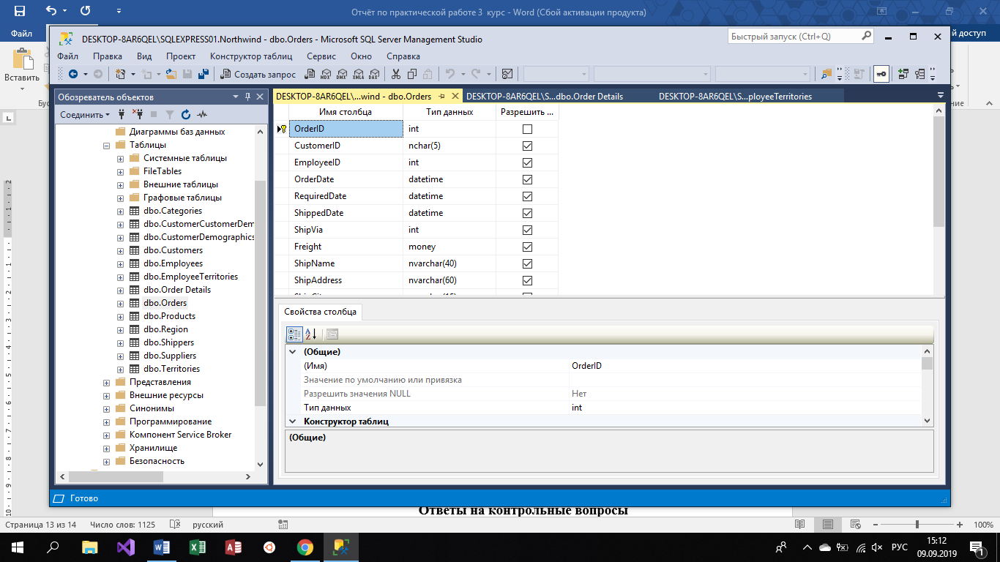 Отчёт по практической работе 3 курс - Word (Сбой активации продукта)
Файл
й доступ
DESKTOP-8AR6QEL\SQLEXPRESS01.Northwind - dbo.Orders - Microsoft SQL Server Management Studio
Быстрый запуск (Ctrl+Q)
Файл Правка Вид Проект Конструктор таблиц Сервис Окно Справка
Вставить
Создать запрос
MDX DMX XMLA DAX
Обозреватель объектов
DESKTOP-8AR6QEL\...wind - dbo.Orders
DESKTOP-8AR6QEL\S...dbo.Order Details
DESKTOP-8AR6QEL\S...ployeeTerritories
Соединить
Диаграммы баз данных
Таблицы
Системные таблицы
FileTables
Внешние таблицы
Графовые таблицы
dbo.Categories
dbo.CustomerCustomerDem
dbo.CustomerDemographics
dbo.Customers
dbo.Employees
dbo.EmployeeTerritories
dbo.Order Details
dbo.Orders
dbo.Products
dbo.Region
dbo.Shippers
dbo.Suppliers
dbo.Territories
Представления
Внешние ресурсы
Синонимы
Программирование
Компонент Service Broker
Хранилище
Безопасность
Имя столбца Тип данных Разрешить ...
OrderID int
CustomerID nchar(5)
EmployeeID int
OrderDate datetime
RequiredDate datetime
ShippedDate datetime
ShipVia int
Freight money
ShipName nvarchar(40)
ShipAddress nvarchar(60)
Свойства столбца
(Общие)
(Имя) OrderID
Значение по умолчанию или привязка
Разрешить значения NULL Нет
Тип данных int
Конструктор таблиц
(Общие)
Готово
Ответы на контрольные вопросы
Страница 13 из 14 Число слов: 1125 русский 100%
РУС
15:12
09.09.2019
1